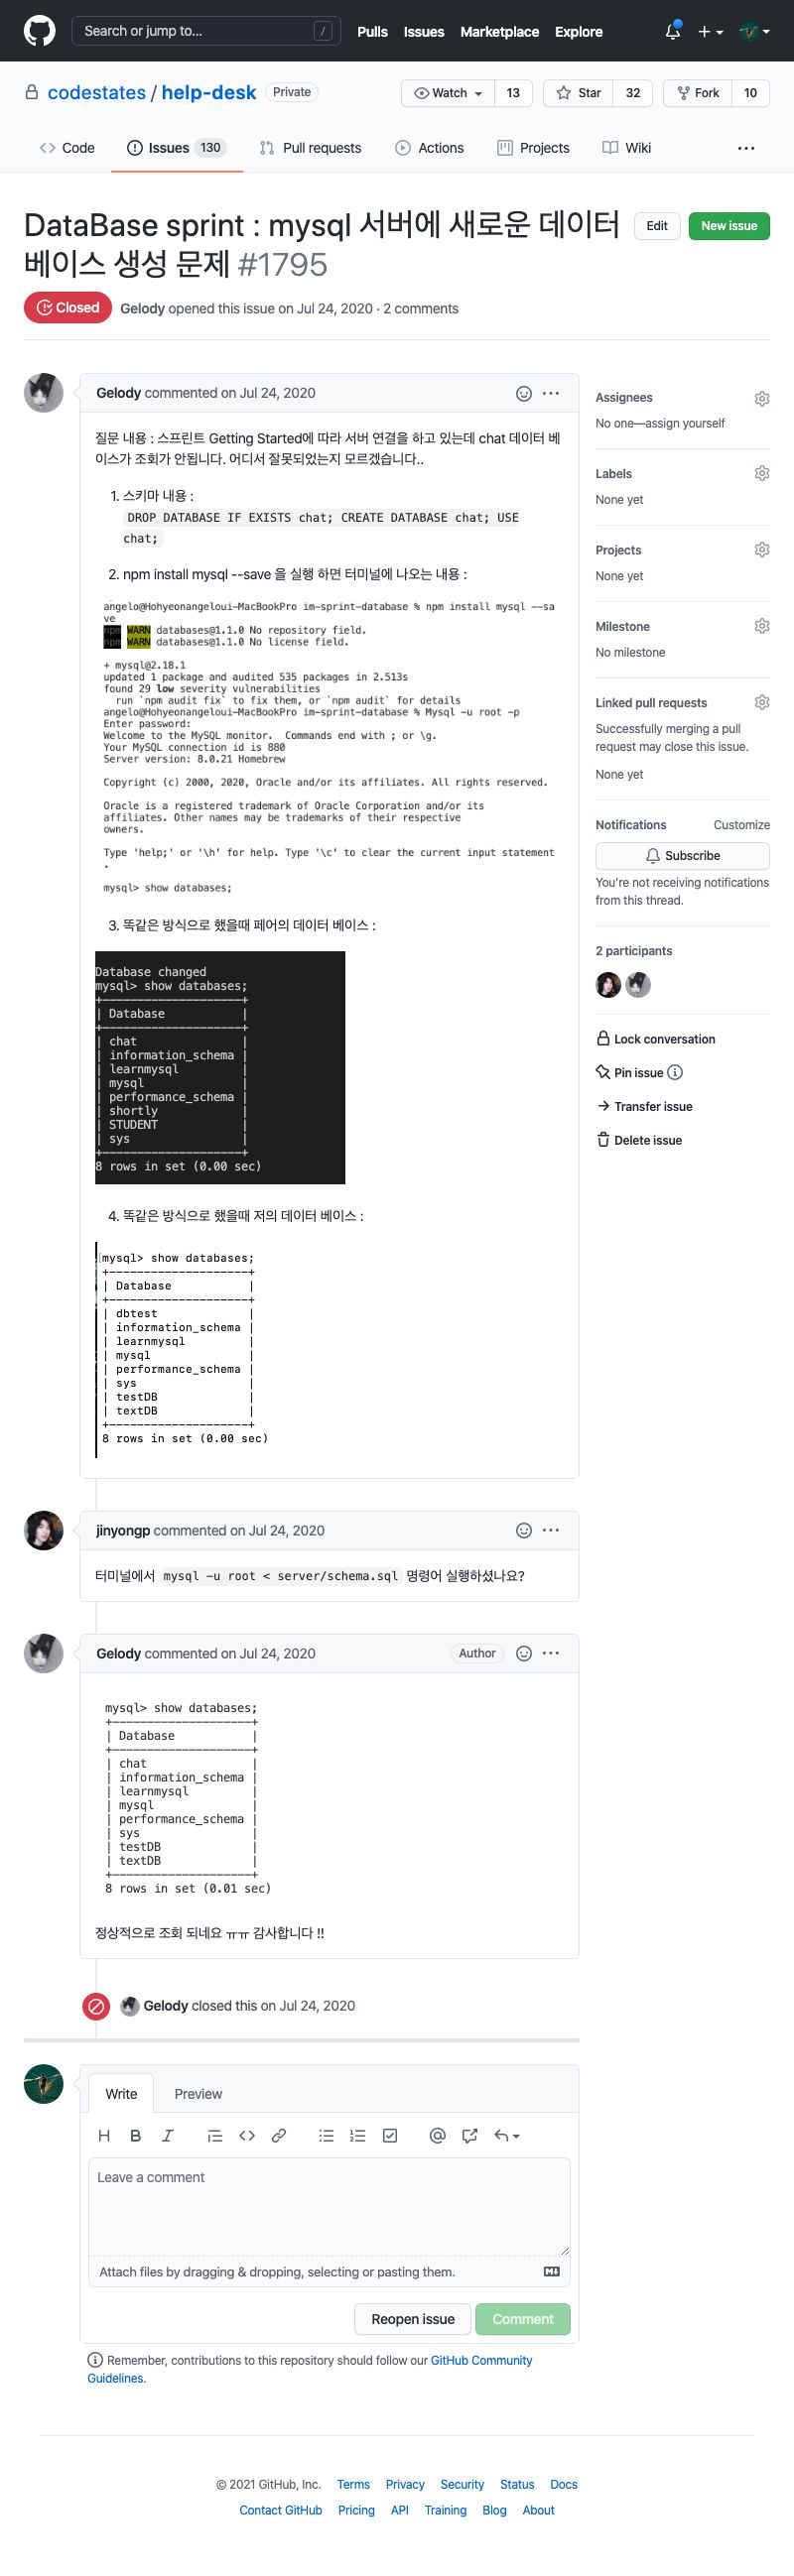 Search or jump to...
/
Pulls Issues Marketplace Explore
codestates / help-desk Private
Watch 13 Star 32 Fork 10
Code Issues 130 Pull requests Actions Projects Wiki
DataBase sprint : mysql 서버에 새로운 데이터
베이스 생성 문제 #1795
Edit New issue
Closed Gelody opened this issue on Jul 24, 2020 · 2 comments
Gelody commented on Jul 24, 2020
질문 내용 : 스프린트 Getting Started에 따라 서버 연결을 하고 있는데 chat 데이터 베
이스가 조회가 안됩니다. 어디서 잘못되었는지 모르겠습니다..
1. 스키마 내용 :
DROP DATABASE IF EXISTS chat; CREATE DATABASE chat; USE
chat;
2. npm install mysql --save 을 실행 하면 터미널에 나오는 내용 :
angelo@Hohyeonangeloui-MacBookPro im-sprint-database % npm install mysql --sa
ve
npm WARN databases@1.1.0 No repository field.
npm WARN databases@1.1.0 No license field.
+ mysql@2.18.1
updated 1 package and audited 535 packages in 2.513s
found 29 low severity vulnerabilities
run `npm audit fix` to fix them, or `npm audit` for details
angelo@Hohyeonangeloui-MacBookPro im-sprint-database % Mysql -u root -p
Enter password:
Welcome to the MySQL monitor.  Commands end with ; or \g.
Your MySQL connection id is 880
Server version: 8.0.21 Homebrew
Copyright (c) 2000, 2020, Oracle and/or its affiliates. All rights reserved.
Oracle is a registered trademark of Oracle Corporation and/or its
affiliates. Other names may be trademarks of their respective
owners.
Type 'help;' or '\h' for help. Type '\c' to clear the current input statement
.
mysql> show databases;
3. 똑같은 방식으로 했을때 페어의 데이터 베이스 :
Database changed
mysql> show databases;
+--------------------+
| Database           |
+--------------------+
| chat               |
| information_schema |
| learnmysql         |
| mysql              |
| performance_schema |
| shortly            |
| STUDENT            |
| sys                |
+--------------------+
8 rows in set (0.00 sec)
4. 똑같은 방식으로 했을때 저의 데이터 베이스 :
[mysql> show databases;
+--------------------+
| Database           |
+--------------------+
| dbtest             |
| information_schema |
| learnmysql         |
| mysql              |
| performance_schema |
| sys                |
| testDB             |
| textDB             |
+--------------------+
8 rows in set (0.00 sec)
jinyongp commented on Jul 24, 2020
터미널에서 mysql -u root < server/schema.sql 명령어 실행하셨나요?
Gelody commented on Jul 24, 2020 Author
mysql> show databases;
+--------------------+
| Database           |
+--------------------+
| chat               |
| information_schema |
| learnmysql         |
| mysql              |
| performance_schema |
| sys                |
| testDB             |
| textDB             |
+--------------------+
8 rows in set (0.01 sec)
정상적으로 조회 되네요 ㅠㅠ 감사합니다 !!
Gelody closed this on Jul 24, 2020
Assignees
No one—assign yourself
Labels
None yet
Projects
None yet
Milestone
No milestone
Linked pull requests
Successfully merging a pull
request may close this issue.
None yet
Notifications Customize
Subscribe
You're not receiving notifications
from this thread.
2 participants
Lock conversation
Pin issue
Transfer issue
Delete issue
Write Preview
Leave a comment
Attach files by dragging & dropping, selecting or pasting them.
Reopen issue Comment
Remember, contributions to this repository should follow our GitHub Community
Guidelines.
© 2021 GitHub, Inc. Terms Privacy Security Status Docs
Contact GitHub Pricing API Training Blog About